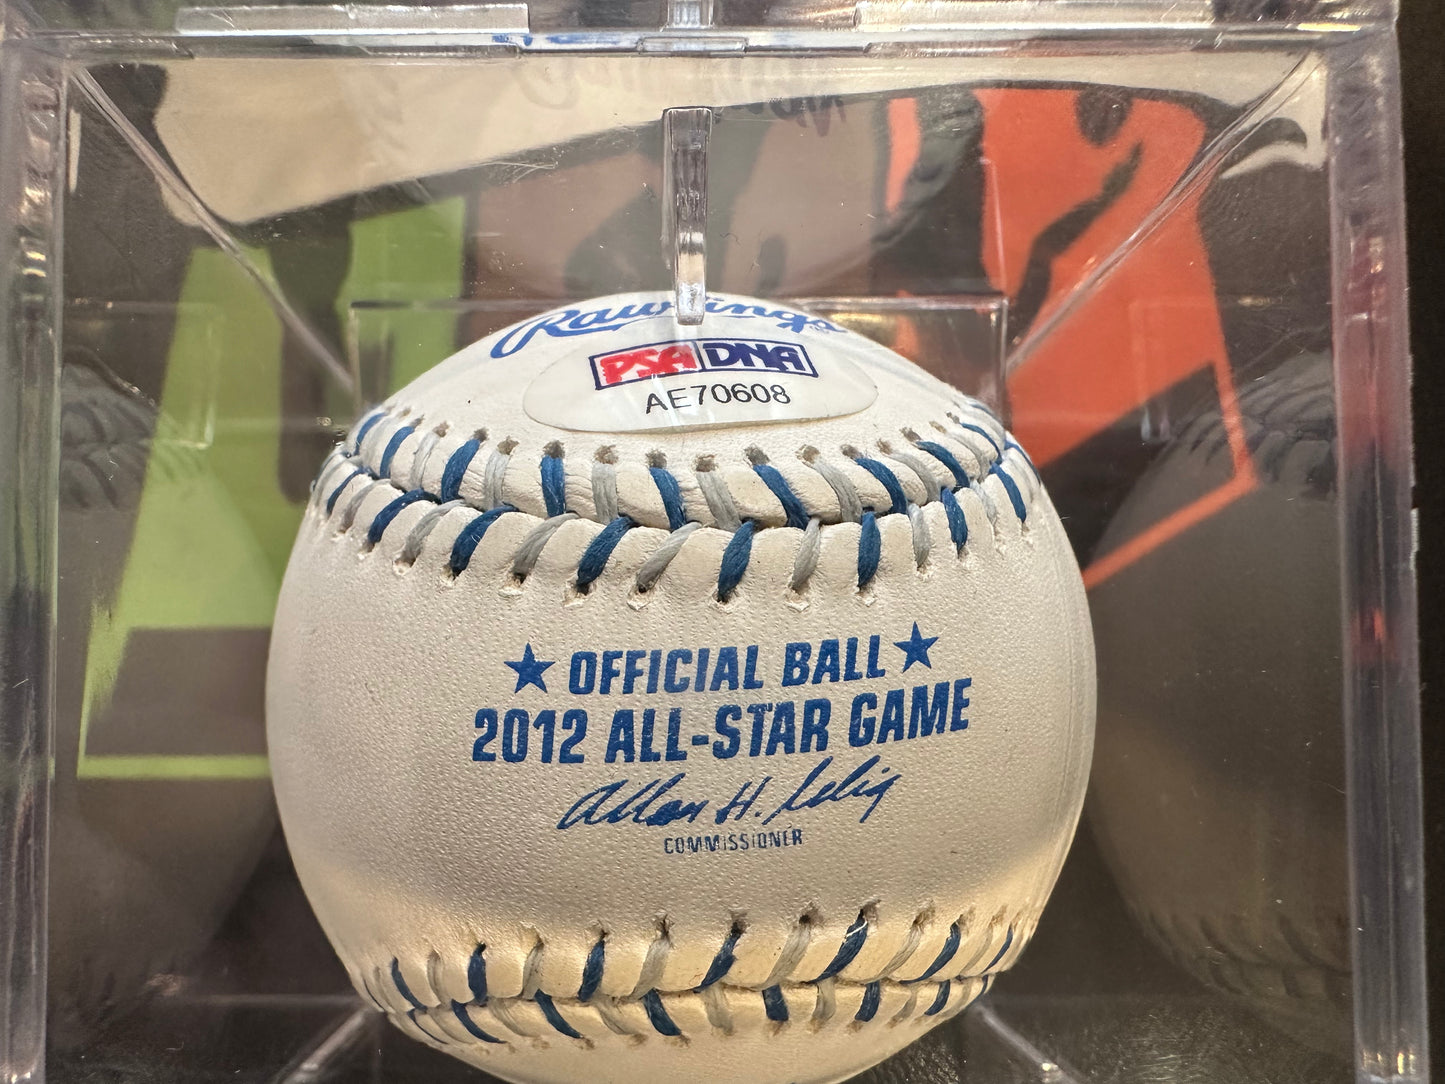 Rawlings
PSA DNA
AE70608
OFFICIAL BALL
2012 ALL-STAR GAME
Allan H. Selig
COMMISSIONER